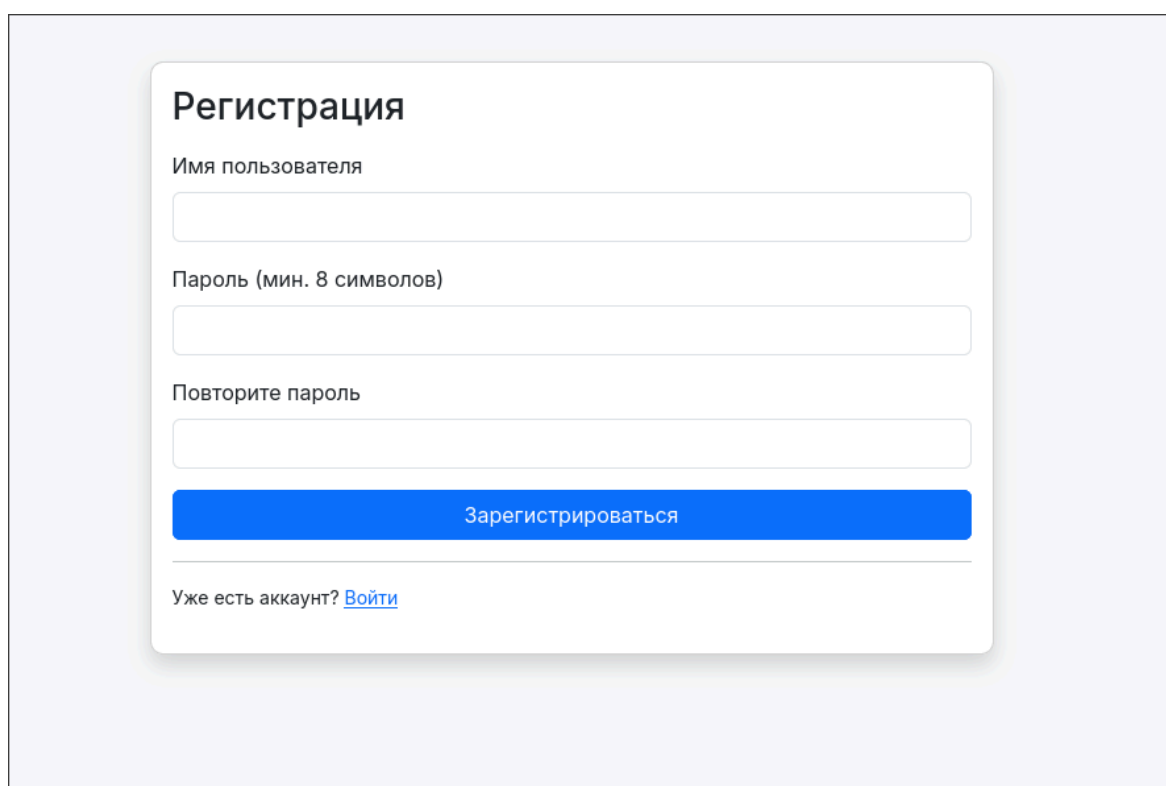 Регистрация
Имя пользователя
Пароль (мин. 8 символов)
Повторите пароль
Зарегистрироваться
Уже есть аккаунт? Войти